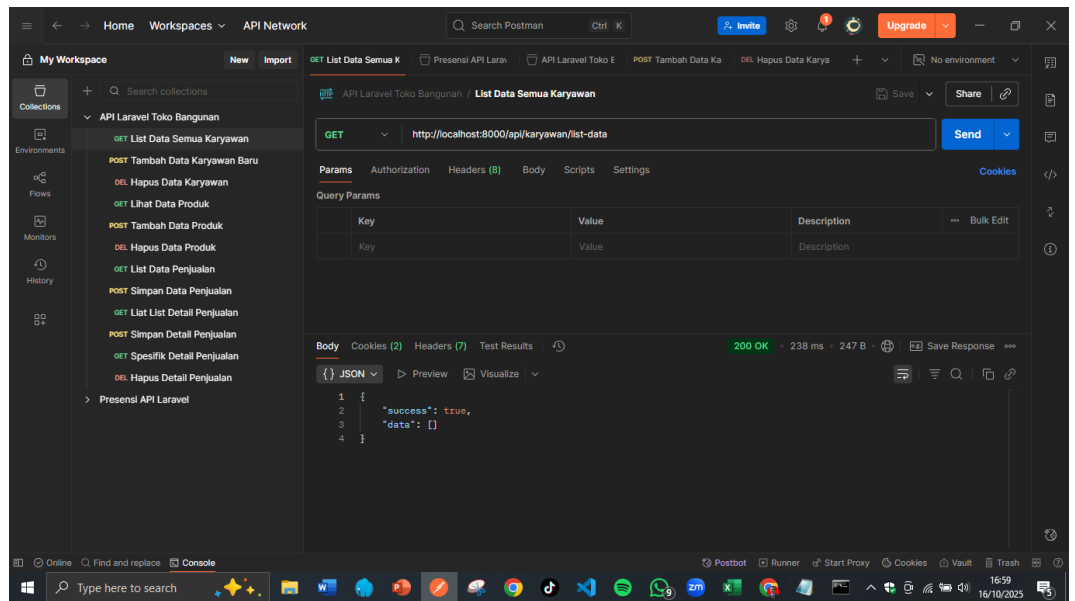 Home Workspaces API Network Search Postman Ctrl K Invite Upgrade
My Workspace New Import GET List Data Semua K Presensi API Larav API Laravel Toko E POST Tambah Data Ka DEL Hapus Data Karya No environment
Collections
Environments
Flows
Monitors
History
Search collections
API Laravel Toko Bangunan
GET List Data Semua Karyawan
POST Tambah Data Karyawan Baru
DEL Hapus Data Karyawan
GET Lihat Data Produk
POST Tambah Data Produk
DEL Hapus Data Produk
GET List Data Penjualan
POST Simpan Data Penjualan
GET Liat List Detail Penjualan
POST Simpan Detail Penjualan
GET Spesifik Detail Penjualan
DEL Hapus Detail Penjualan
Presensi API Laravel
HTTP API Laravel Toko Bangunan / List Data Semua Karyawan Save Share
GET http://localhost:8000/api/karyawan/list-data Send
Params Authorization Headers (8) Body Scripts Settings Cookies
Query Params
Key Value Description Bulk Edit
Key Value Description
Body Cookies (2) Headers (7) Test Results 200 OK 238 ms 247 B Save Response
{} JSON Preview Visualize
1 {
2 "success": true,
3 "data": []
4 }
Online Find and replace Console Postbot Runner Start Proxy Cookies Vault Trash
Type here to search 9 zm 16:59
16/10/2025 5